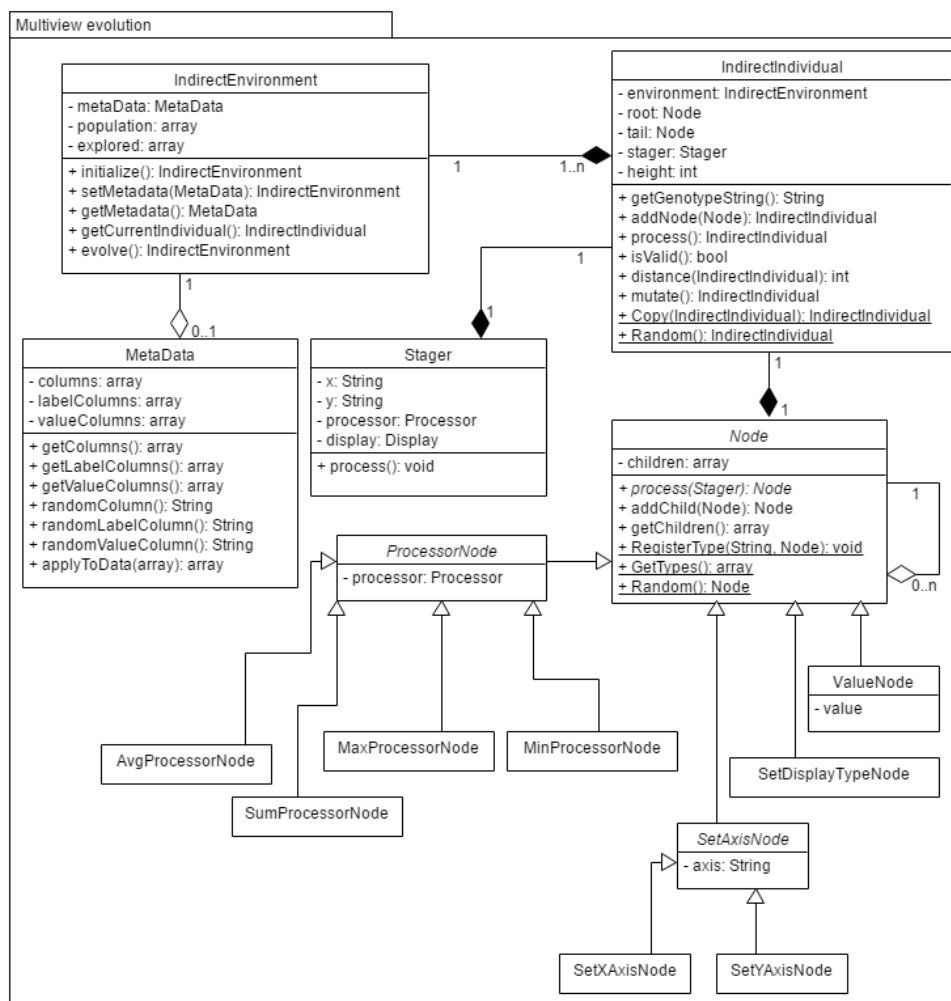 Multiview evolution
IndirectEnvironment
- metaData: MetaData
- population: array
- explored: array
+ initialize(): IndirectEnvironment
+ setMetadata(MetaData): IndirectEnvironment
+ getMetadata(): MetaData
+ getCurrentIndividual(): IndirectIndividual
+ evolve(): IndirectEnvironment
1
1..n
IndirectIndividual
- environment: IndirectEnvironment
- root: Node
- tail: Node
- stager: Stager
- height: int
+ getGenotypeString(): String
+ addNode(Node): IndirectIndividual
+ process(): IndirectIndividual
+ isValid(): bool
+ distance(IndirectIndividual): int
+ mutate(): IndirectIndividual
+ Copy(IndirectIndividual): IndirectIndividual
+ Random(): IndirectIndividual
1
1
1
0..1
MetaData
- columns: array
- labelColumns: array
- valueColumns: array
+ getColumns(): array
+ getLabelColumns(): array
+ getValueColumns(): array
+ randomColumn(): String
+ randomLabelColumn(): String
+ randomValueColumn(): String
+ applyToData(array): array
Stager
- x: String
- y: String
- processor: Processor
- display: Display
+ process(): void
1
1
Node
- children: array
+ process(Stager): Node
+ addChild(Node): Node
+ getChildren(): array
+ RegisterType(String, Node): void
+ GetTypes(): array
+ Random(): Node
1
0..n
ProcessorNode
- processor: Processor
ValueNode
- value
AvgProcessorNode
MaxProcessorNode
MinProcessorNode
SetDisplayTypeNode
SumProcessorNode
SetAxisNode
- axis: String
SetXAxisNode
SetYAxisNode